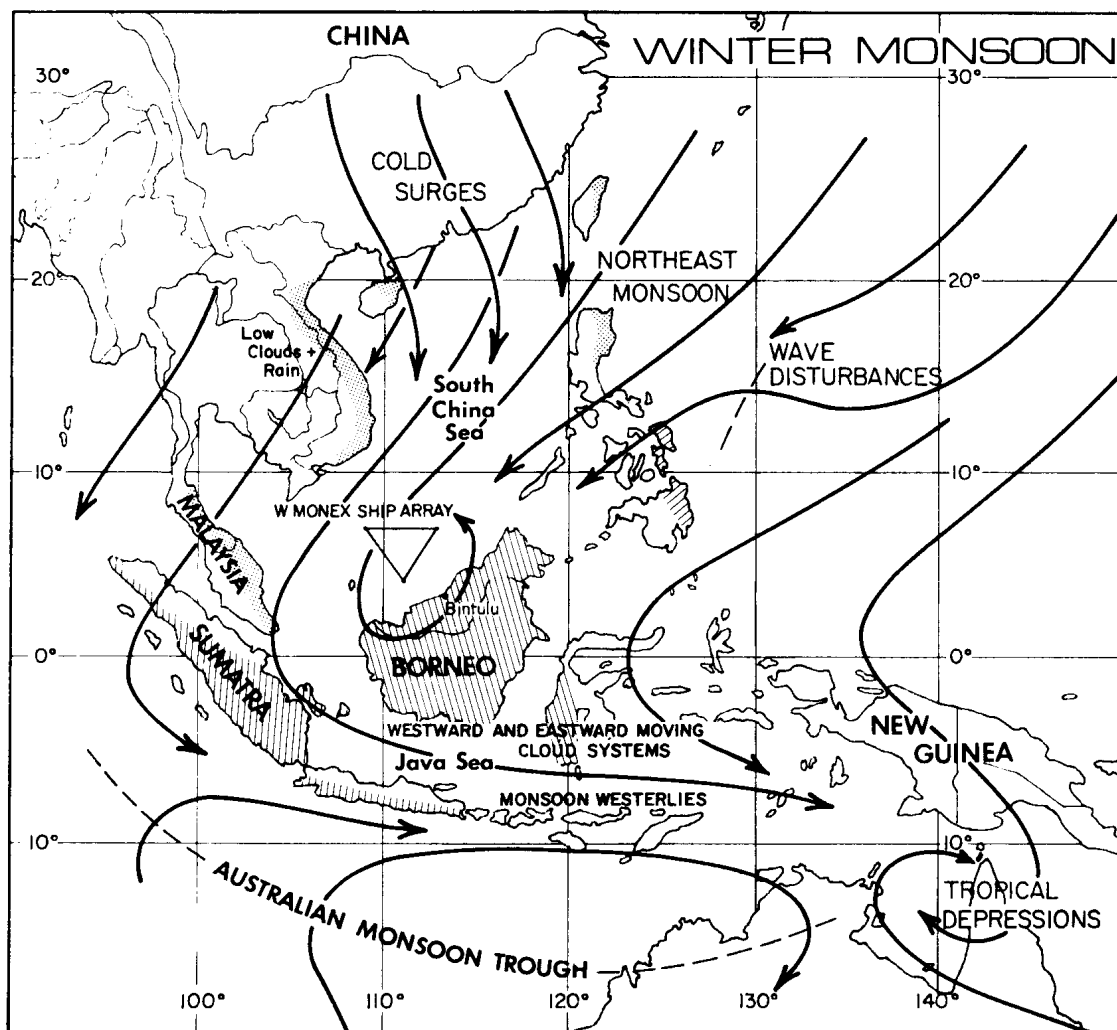 CHINA
WINTER MONSOON
30°
30°
COLD
SURGES
20°
NORTHEAST
MONSOON
20°
Low
Clouds +
Rain
WAVE
DISTURBANCES
South
China
Sea
10°
10°
W MONEX SHIP ARRAY
MALAYSIA
Bintulu
SUMATRA
0°
BORNEO
0°
WESTWARD AND EASTWARD MOVING
CLOUD SYSTEMS
NEW
GUINEA
Java Sea
MONSOON WESTERLIES
10°
10°
AUSTRALIAN MONSOON TROUGH
TROPICAL
DEPRESSIONS
100°
110°
120°
130°
140°